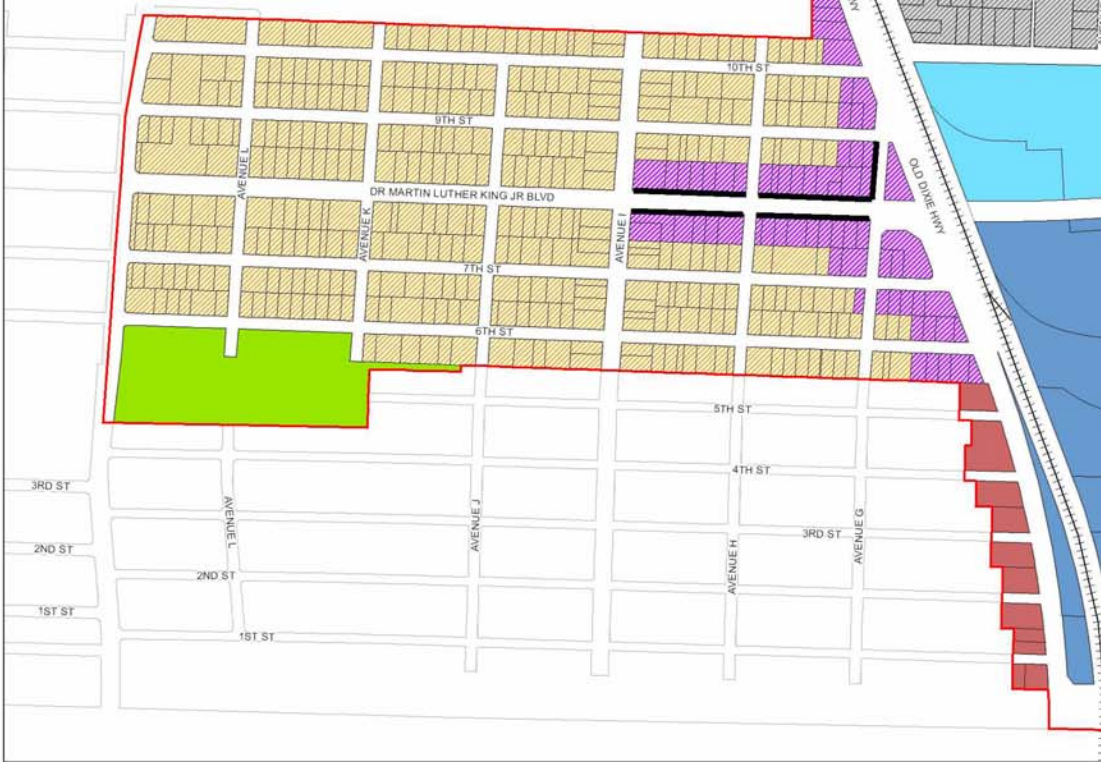 10TH ST
9TH ST
AVENUE L
OLD DIXIE HWY
DR MARTIN LUTHER KING JR BLVD
AVENUE K
AVENUE I
7TH ST
6TH ST
5TH ST
4TH ST
3RD ST
AVENUE L
AVENUE J
AVENUE G
3RD ST
2ND ST
AVENUE H
2ND ST
1ST ST
1ST ST